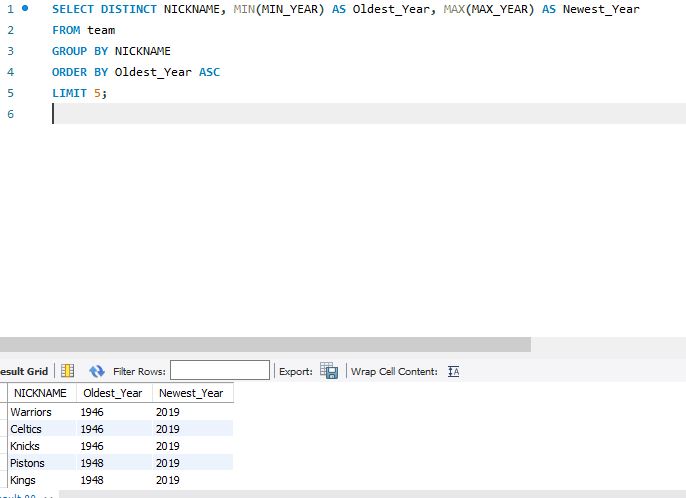 1 SELECT DISTINCT NICKNAME, MIN(MIN_YEAR) AS Oldest_Year, MAX(MAX_YEAR) AS Newest_Year
2 FROM team
3 GROUP BY NICKNAME
4 ORDER BY Oldest_Year ASC
5 LIMIT 5;
6
esult Grid Filter Rows: Export: Wrap Cell Content:
NICKNAME Oldest_Year Newest_Year
Warriors 1946 2019
Celtics 1946 2019
Knicks 1946 2019
Pistons 1948 2019
Kings 1948 2019